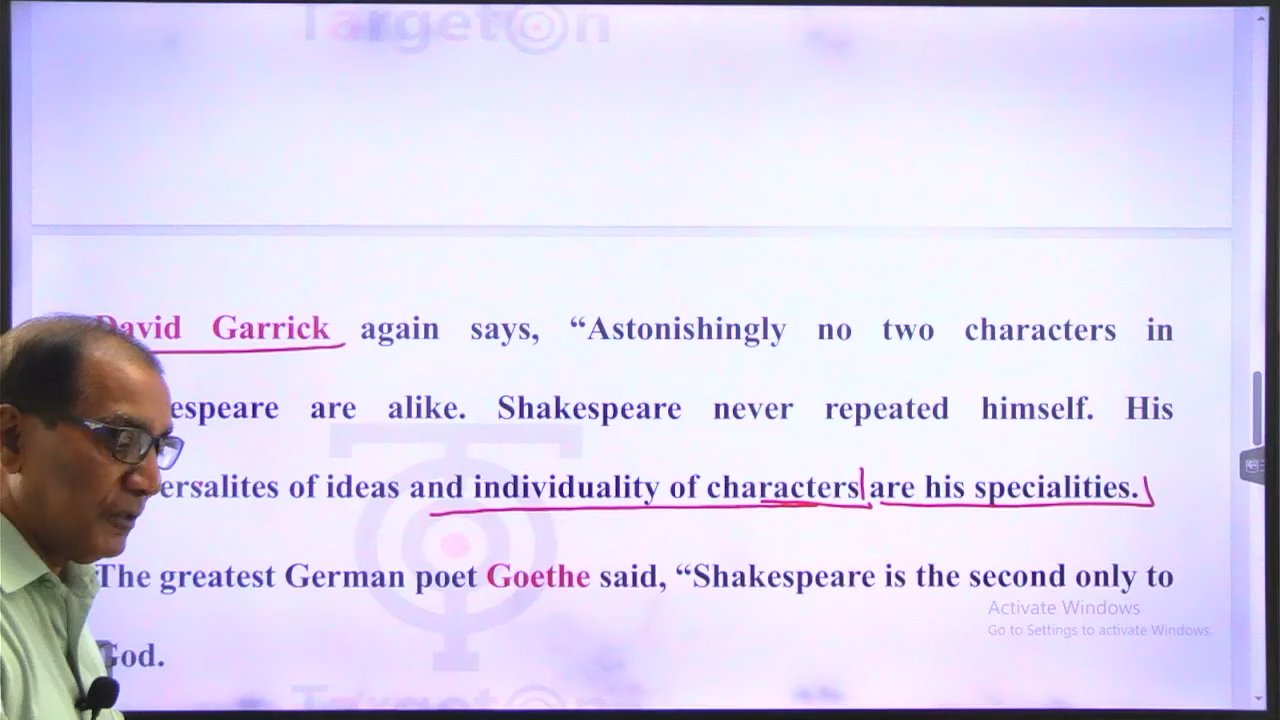 TargetOn
David Garrick again says, “Astonishingly no two characters in
espeare are alike. Shakespeare never repeated himself. His
ersalites of ideas and individuality of characters are his specialities.
The greatest German poet Goethe said, “Shakespeare is the second only to
God.
Activate Windows
Go to Settings to activate Windows.
TargetOn